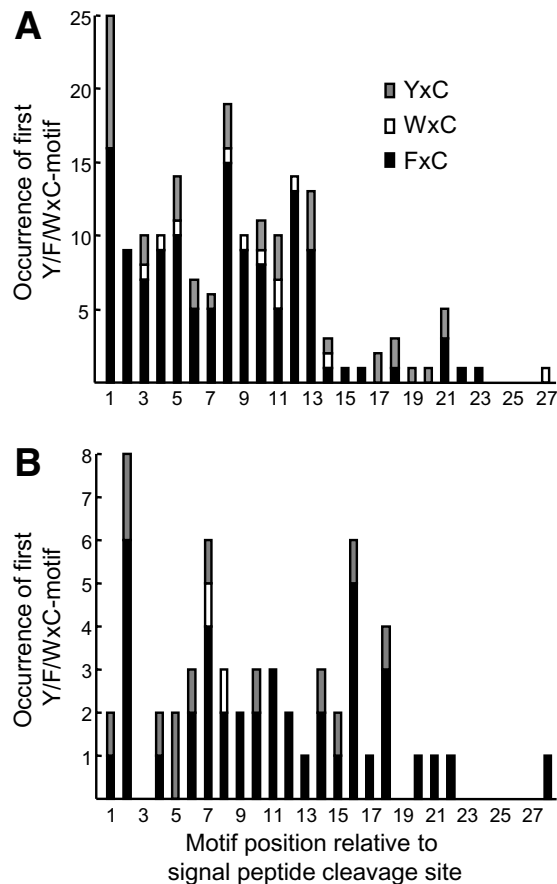 A
Occurrence of first
Y/F/WxC-motif
25
20
15
10
5
YxC
WxC
FxC
1 3 5 7 9 11 13 15 17 19 21 23 25 27
B
Occurrence of first
Y/F/WxC-motif
8
7
6
5
4
3
2
1
1 3 5 7 9 11 13 15 17 19 21 23 25 27
Motif position relative to
signal peptide cleavage site